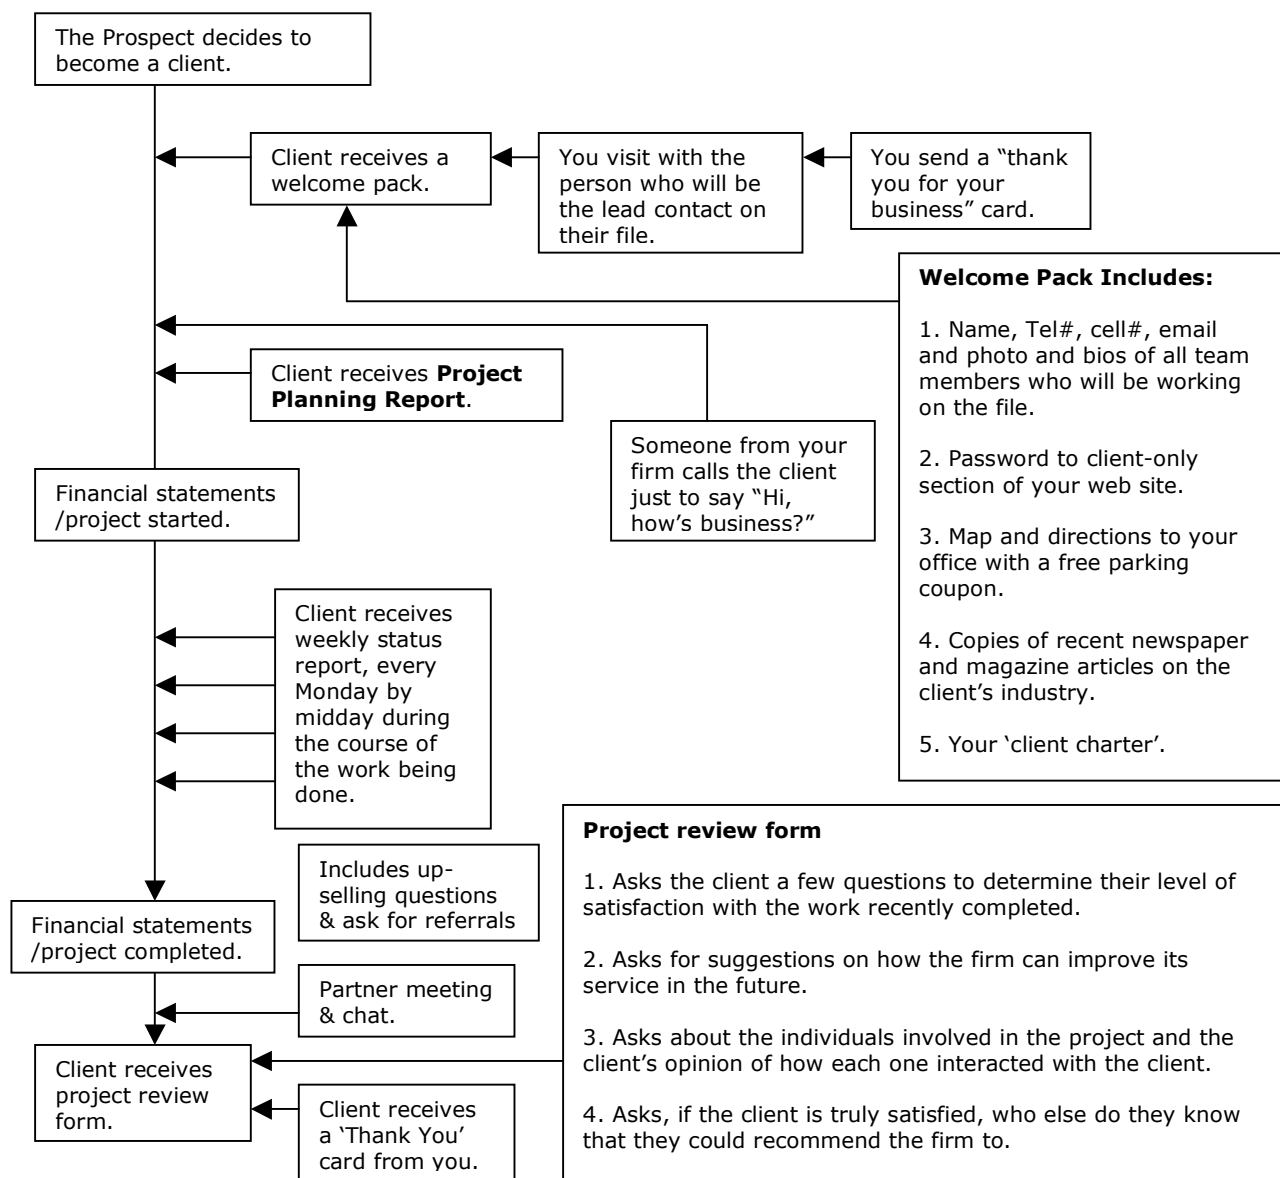 The Prospect decides to
become a client.
Client receives a
welcome pack.
You visit with the
person who will be
the lead contact on
their file.
You send a “thank
you for your
business” card.
Welcome Pack Includes:
1. Name, Tel#, cell#, email
and photo and bios of all team
members who will be working
on the file.
2. Password to client-only
section of your web site.
3. Map and directions to your
office with a free parking
coupon.
4. Copies of recent newspaper
and magazine articles on the
client’s industry.
5. Your ‘client charter’.
Client receives Project
Planning Report.
Someone from your
firm calls the client
just to say “Hi,
how’s business?”
Financial statements
/project started.
Client receives
weekly status
report, every
Monday by
midday during
the course of
the work being
done.
Includes up-
selling questions
& ask for referrals
Financial statements
/project completed.
Partner meeting
& chat.
Client receives
project review
form.
Client receives
a ‘Thank You’
card from you.
Project review form
1. Asks the client a few questions to determine their level of
satisfaction with the work recently completed.
2. Asks for suggestions on how the firm can improve its
service in the future.
3. Asks about the individuals involved in the project and the
client’s opinion of how each one interacted with the client.
4. Asks, if the client is truly satisfied, who else do they know
that they could recommend the firm to.